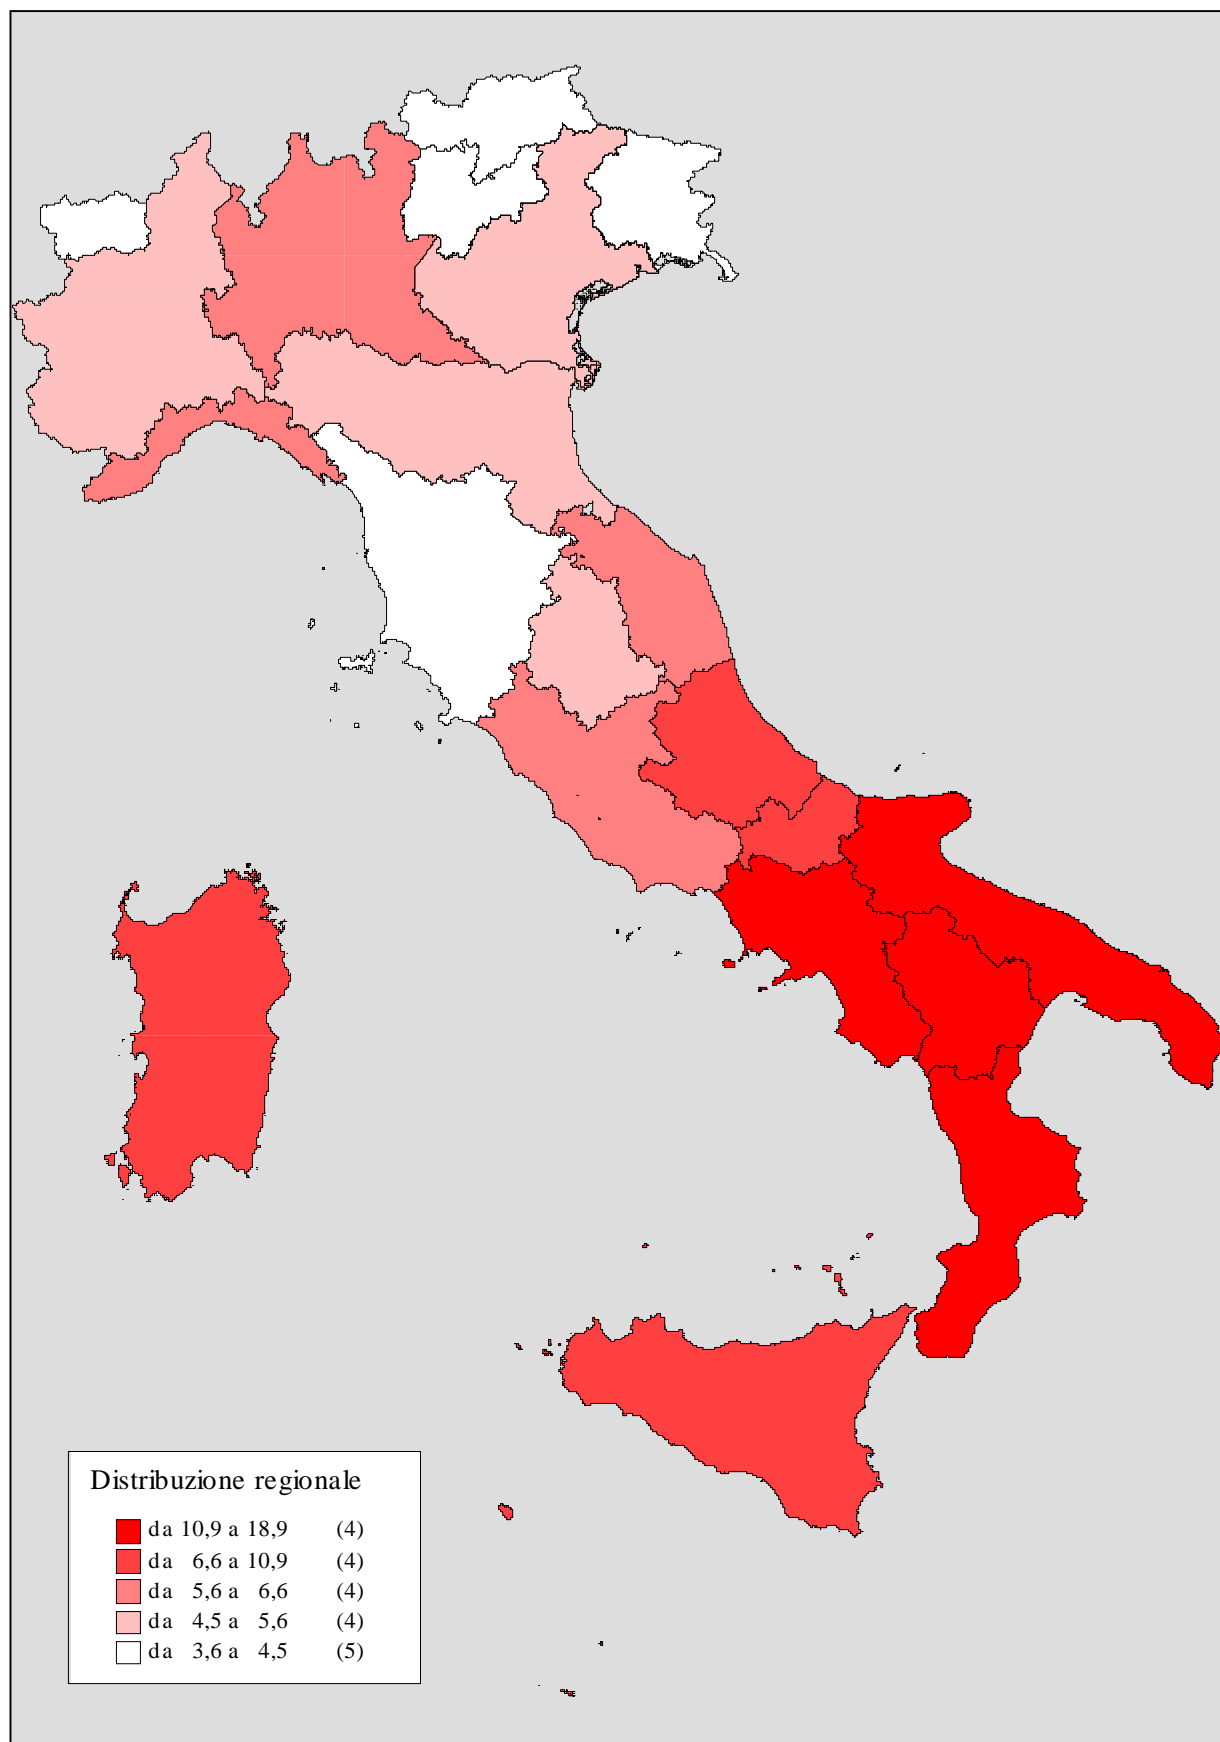 Distribuzione regionale
da 10,9 a 18,9 (4)
da 6,6 a 10,9 (4)
da 5,6 a 6,6 (4)
da 4,5 a 5,6 (4)
da 3,6 a 4,5 (5)